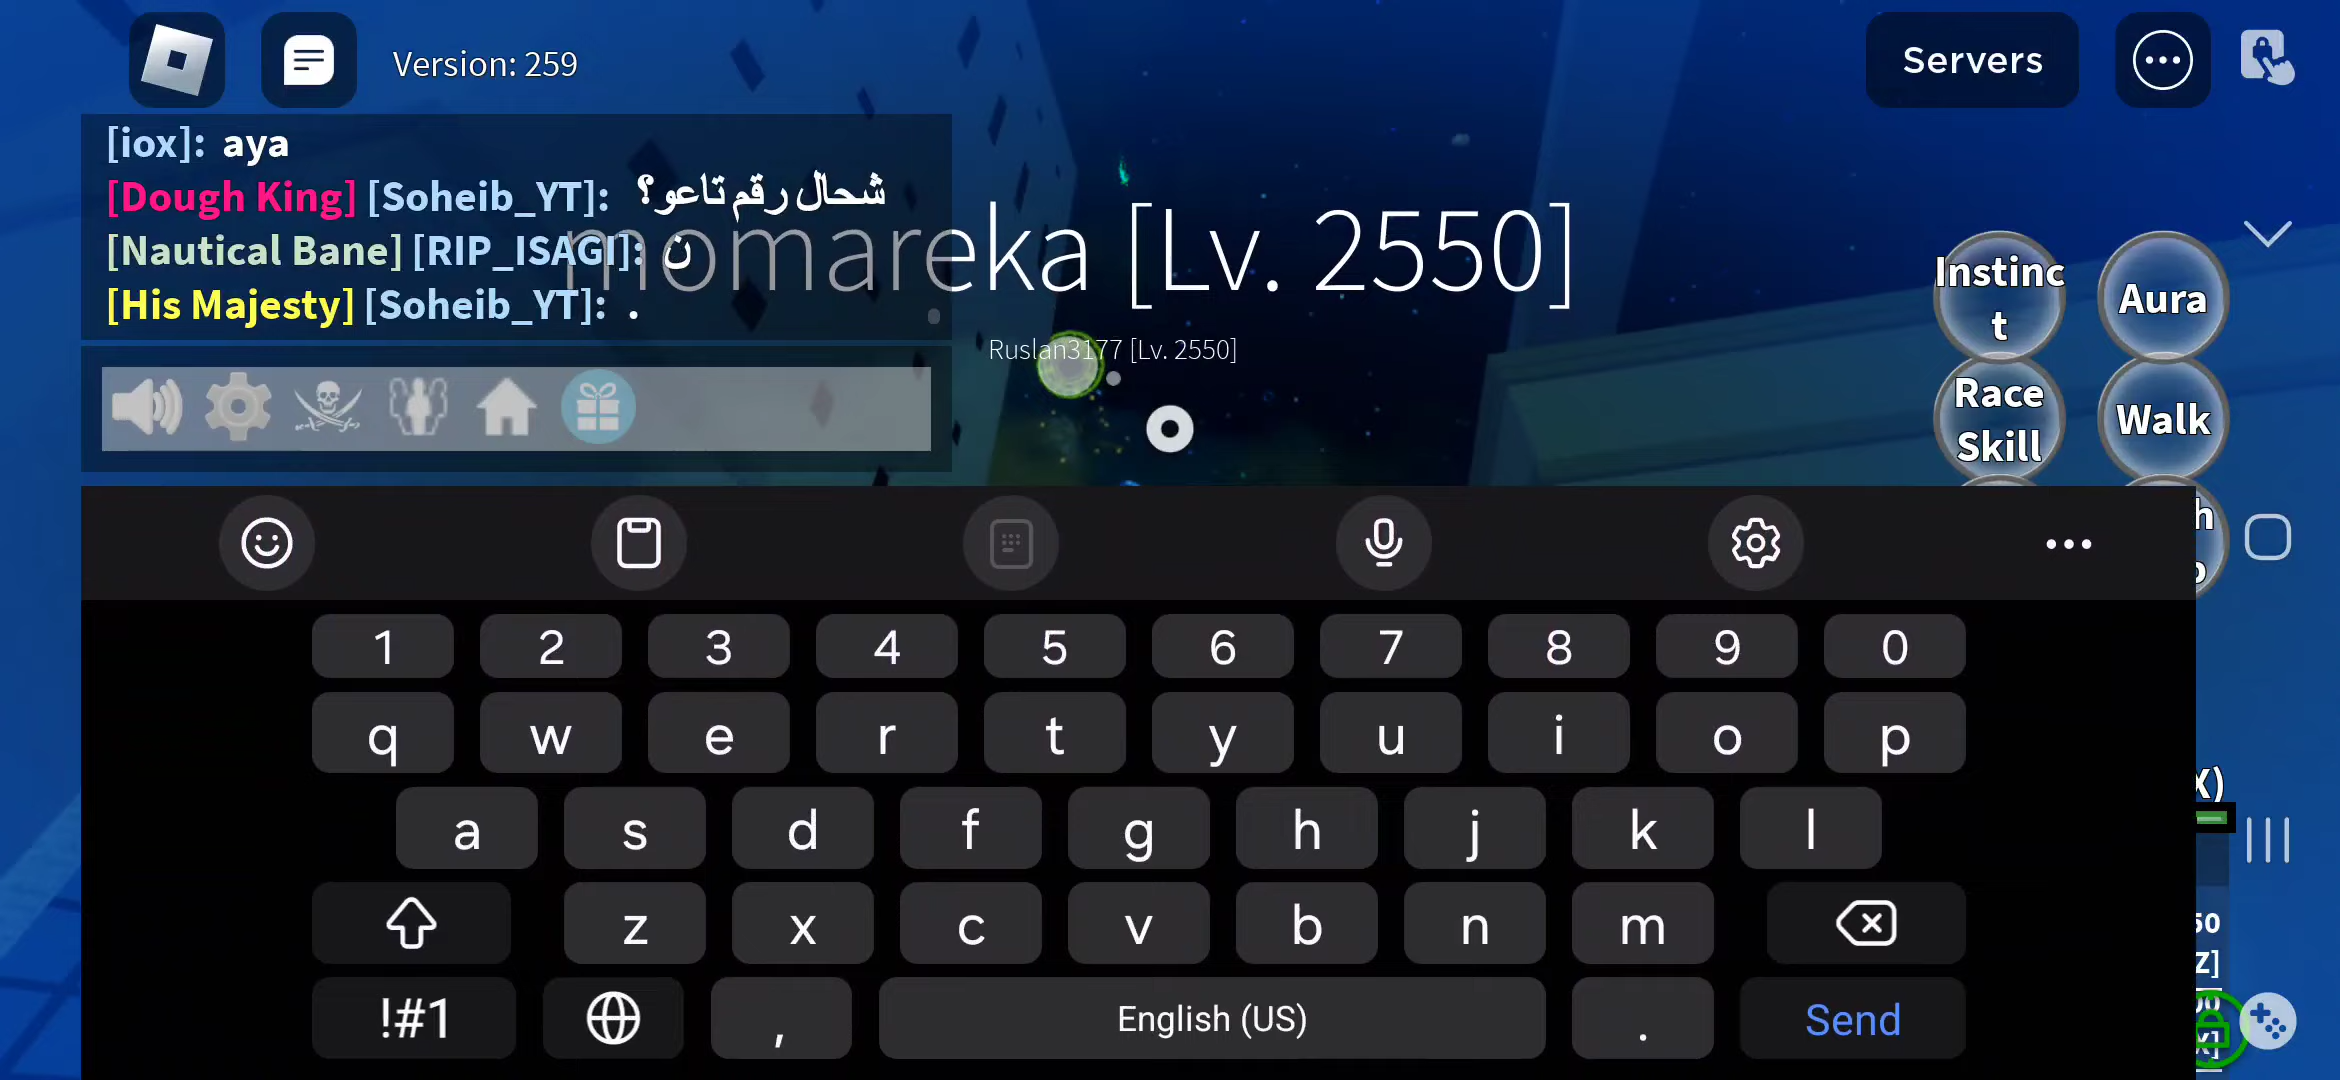 Version: 259
Servers
[iox]: aya
[Dough King] [Soheib_YT]: شحال رقم تاعو؟
[Nautical Bane] [RIP_ISAGI]: ن
[His Majesty] [Soheib_YT]: .
momareka [Lv. 2550]
Ruslan3177 [Lv. 2550]
Instinct
Aura
Race Skill
Walk
1 2 3 4 5 6 7 8 9 0
q w e r t y u i o p
a s d f g h j k l
z x c v b n m
!#1 , English (US) . Send
X)
50
Z]
X]